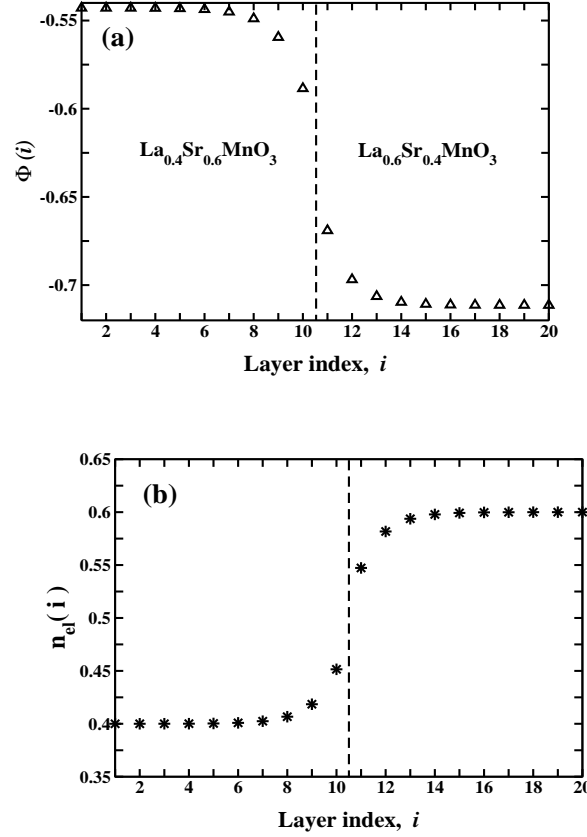 -0.55
(a)
-0.6
La0.4Sr0.6MnO3
La0.6Sr0.4MnO3
Φ(i)
-0.65
-0.7
2 4 6 8 10 12 14 16 18 20
Layer index, i
0.65
(b)
0.6
0.55
nel(i)
0.5
0.45
0.4
0.35
2 4 6 8 10 12 14 16 18 20
Layer index, i